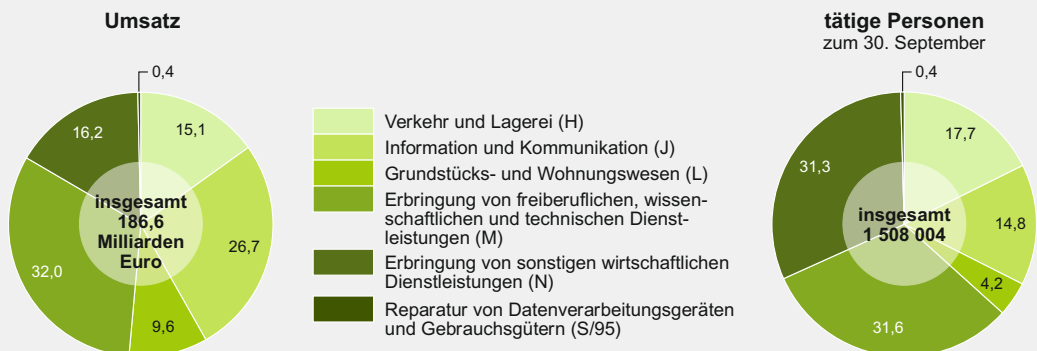 Umsatz
0,4
15,1
26,7
9,6
32,0
16,2
insgesamt
186,6
Milliarden
Euro
Verkehr und Lagerei (H)
Information und Kommunikation (J)
Grundstücks- und Wohnungswesen (L)
Erbringung von freiberuflichen, wissen-
schaftlichen und technischen Dienst-
leistungen (M)
Erbringung von sonstigen wirtschaftlichen
Dienstleistungen (N)
Reparatur von Datenverarbeitungsgeräten
und Gebrauchsgütern (S/95)
tätige Personen
zum 30. September
0,4
17,7
14,8
4,2
31,6
31,3
insgesamt
1 508 004